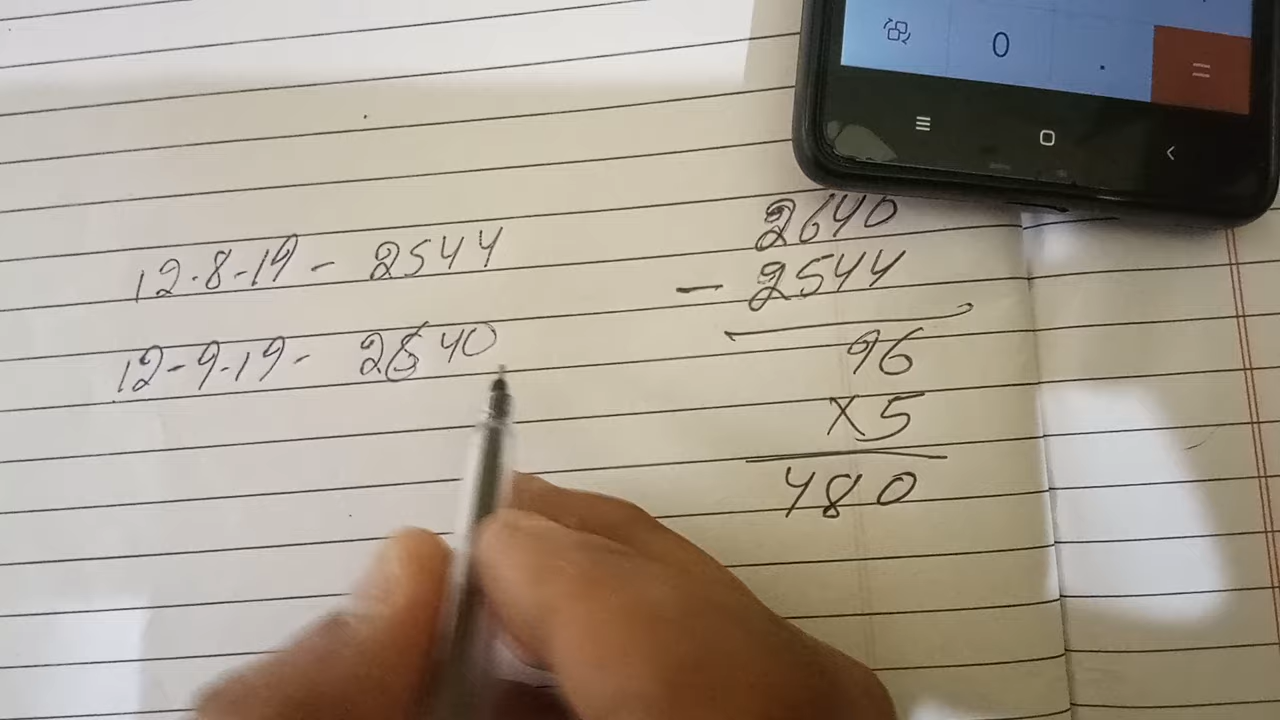 0 . =
12.8-19 - 2544
12-9-19- 2640
2640
- 2544
96
X5
480